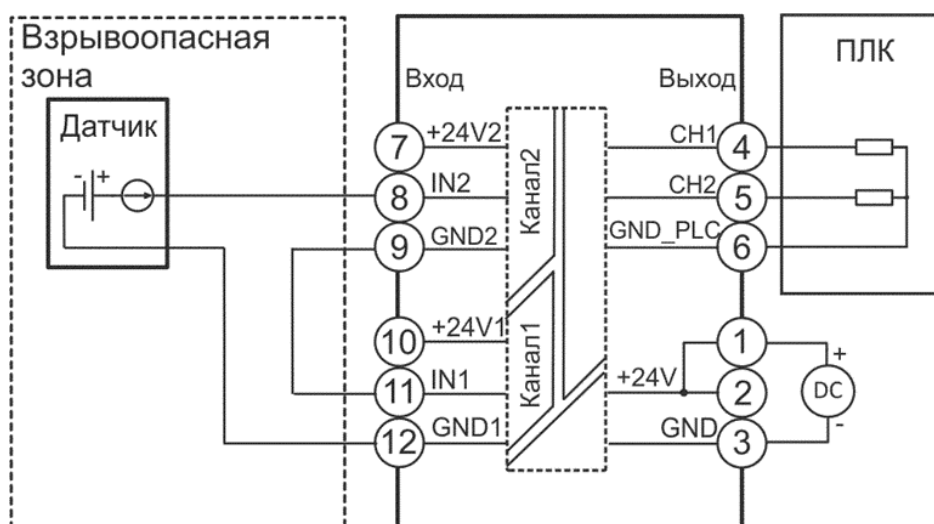 Взрывоопасная
зона
Датчик
- +
Вход
Выход
ПЛК
7
+24V2
8
IN2
9
GND2
10
+24V1
11
IN1
12
GND1
Канал2
Канал1
CH1
4
CH2
5
GND_PLC
6
1
+24V
2
GND
3
+
DC
-